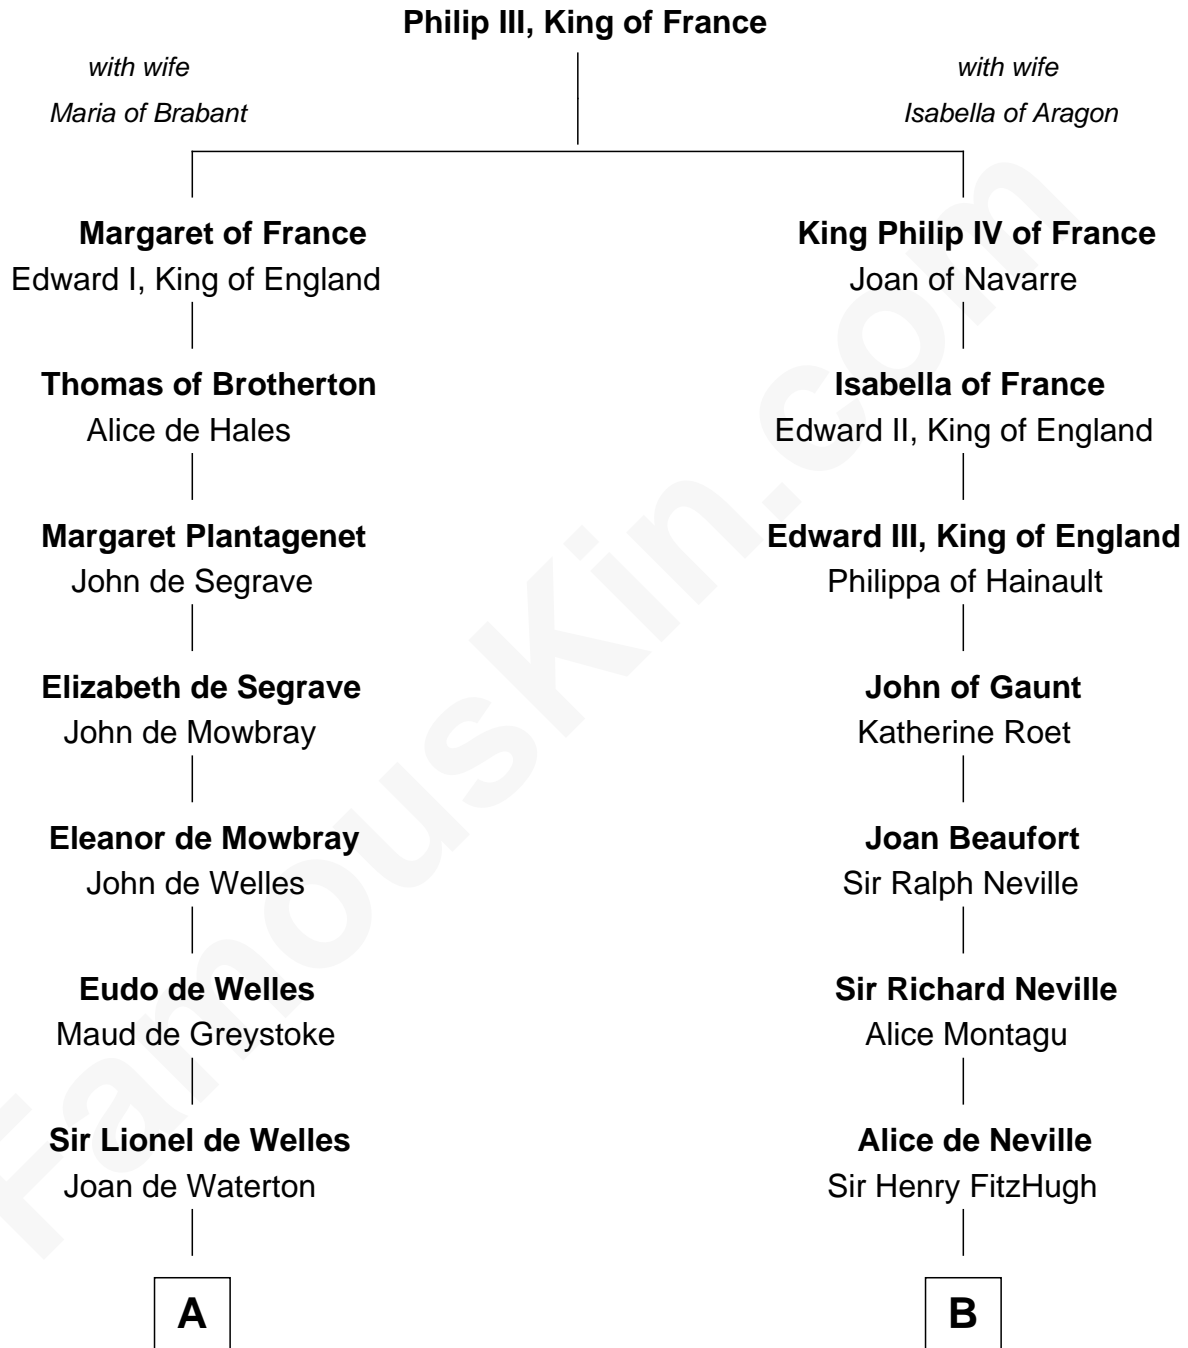 Philip III, King of France
with wife
Maria of Brabant
with wife
Isabella of Aragon
Margaret of France
Edward I, King of England
King Philip IV of France
Joan of Navarre
Thomas of Brotherton
Alice de Hales
Isabella of France
Edward II, King of England
Margaret Plantagenet
John de Segrave
Edward III, King of England
Philippa of Hainault
Elizabeth de Segrave
John de Mowbray
John of Gaunt
Katherine Roet
Eleanor de Mowbray
John de Welles
Joan Beaufort
Sir Ralph Neville
Eudo de Welles
Maud de Greystoke
Sir Richard Neville
Alice Montagu
Sir Lionel de Welles
Joan de Waterton
Alice de Neville
Sir Henry FitzHugh
A
B
FamousKin.com